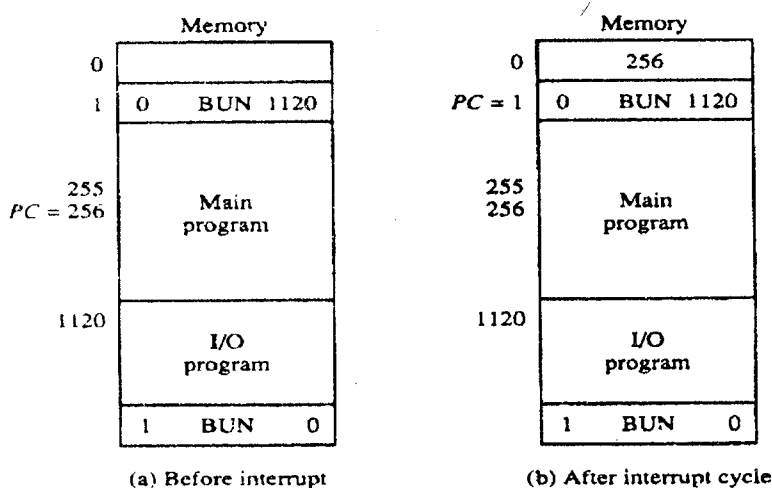 Memory
0
1 0 BUN 1120
255
PC = 256
Main
program
1120
I/O
program
1 BUN 0
(a) Before interrupt
Memory
0 256
PC = 1 0 BUN 1120
255
256
Main
program
1120
I/O
program
1 BUN 0
(b) After interrupt cycle